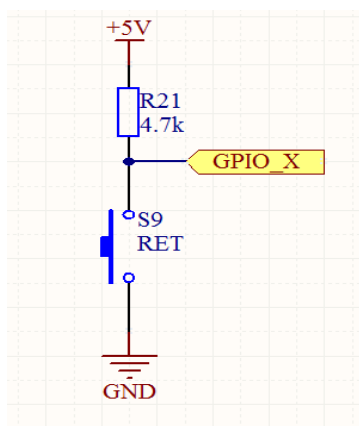 +5V
R21
4.7k
GPIO_X
S9
RET
GND